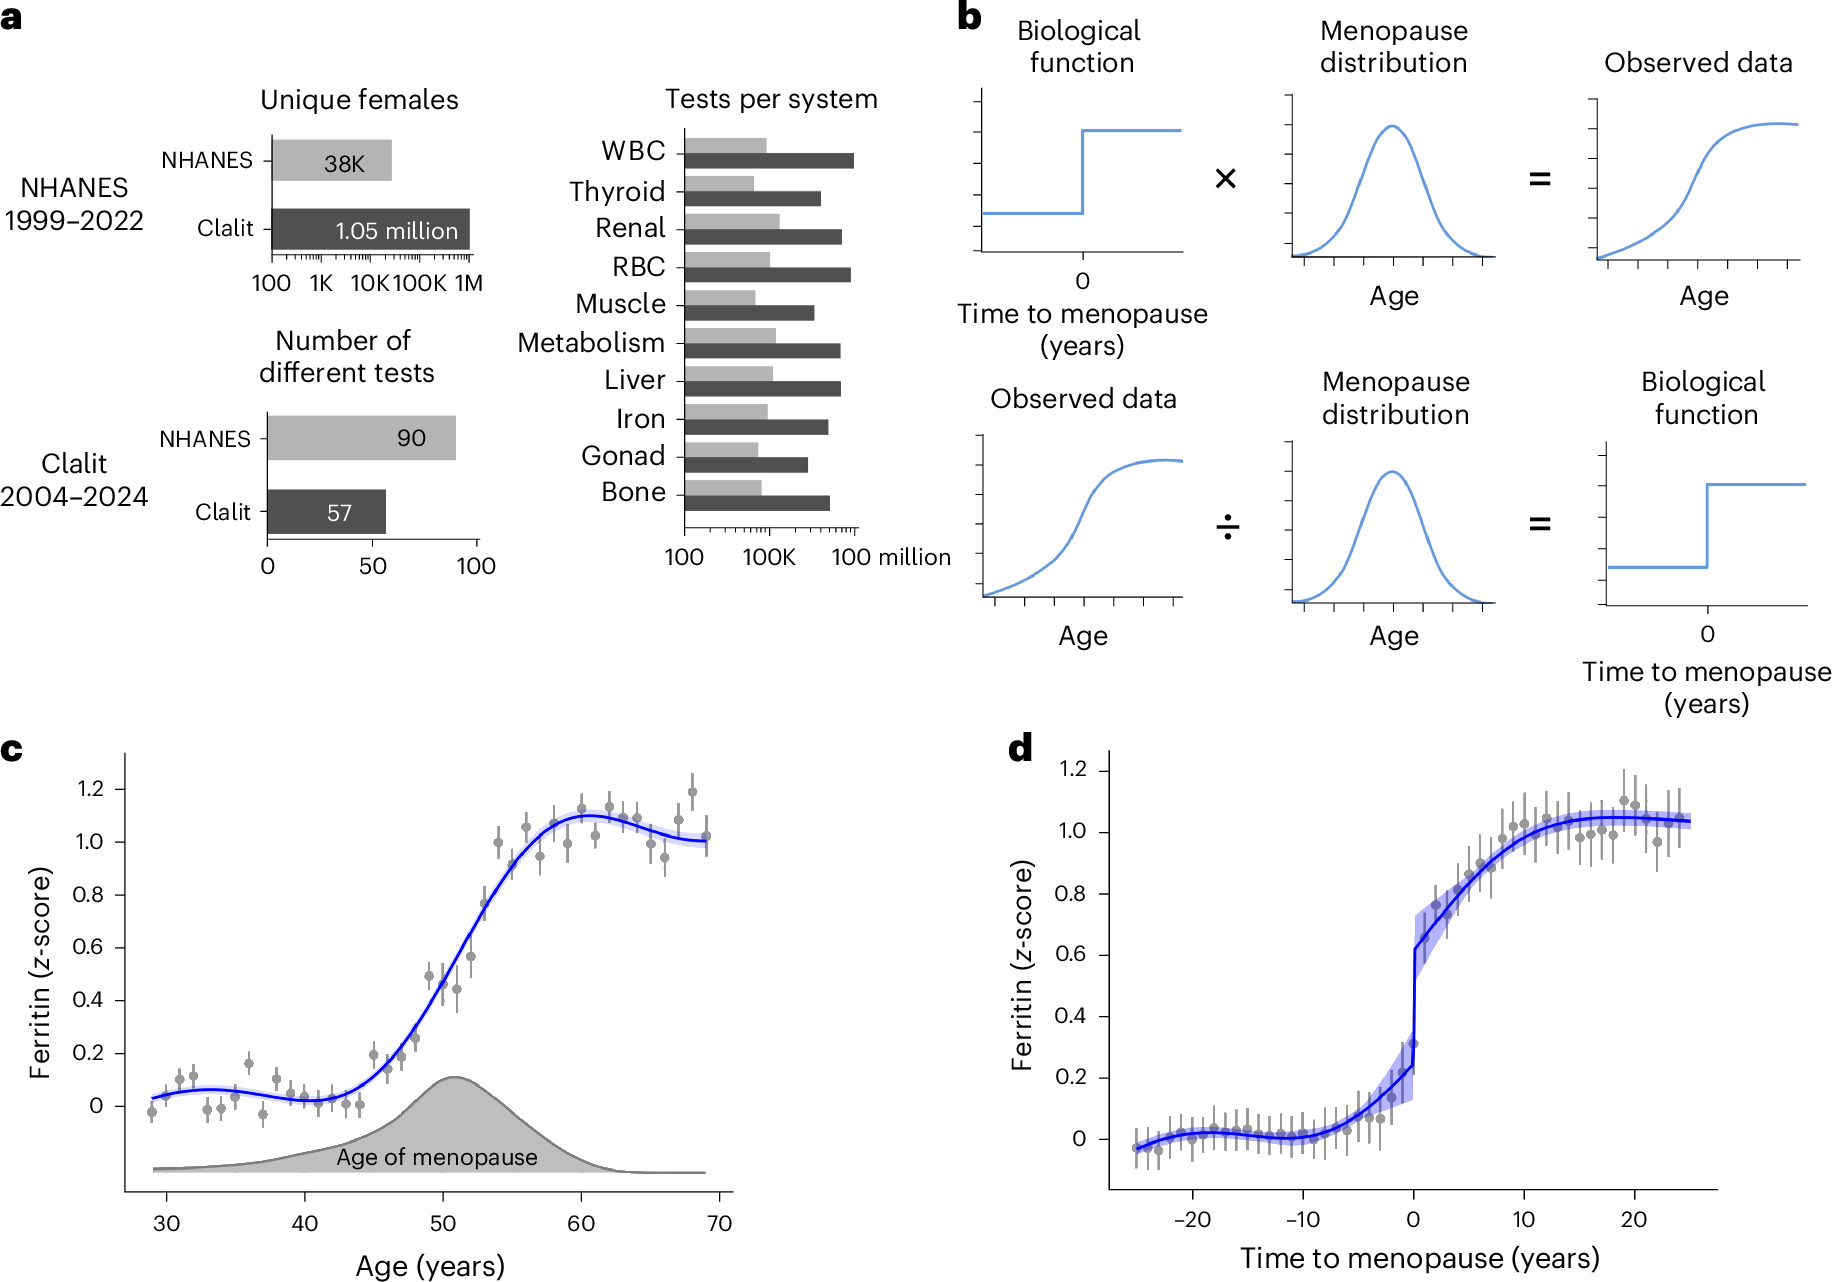 a
Unique females
NHANES
1999–2022
NHANES
38K
Clalit
1.05 million
100 1K 10K 100K 1M
Number of
different tests
Clalit
2004–2024
NHANES
90
Clalit
57
0 50 100
Tests per system
WBC
Thyroid
Renal
RBC
Muscle
Metabolism
Liver
Iron
Gonad
Bone
100 100K 100 million
b
Biological
function
0
Time to menopause
(years)
×
Menopause
distribution
Age
=
Observed data
Age
Observed data
Age
÷
Menopause
distribution
Age
=
Biological
function
0
Time to menopause
(years)
c
Ferritin (z-score)
1.2
1.0
0.8
0.6
0.4
0.2
0
Age of menopause
30 40 50 60 70
Age (years)
d
Ferritin (z-score)
1.2
1.0
0.8
0.6
0.4
0.2
0
−20 −10 0 10 20
Time to menopause (years)